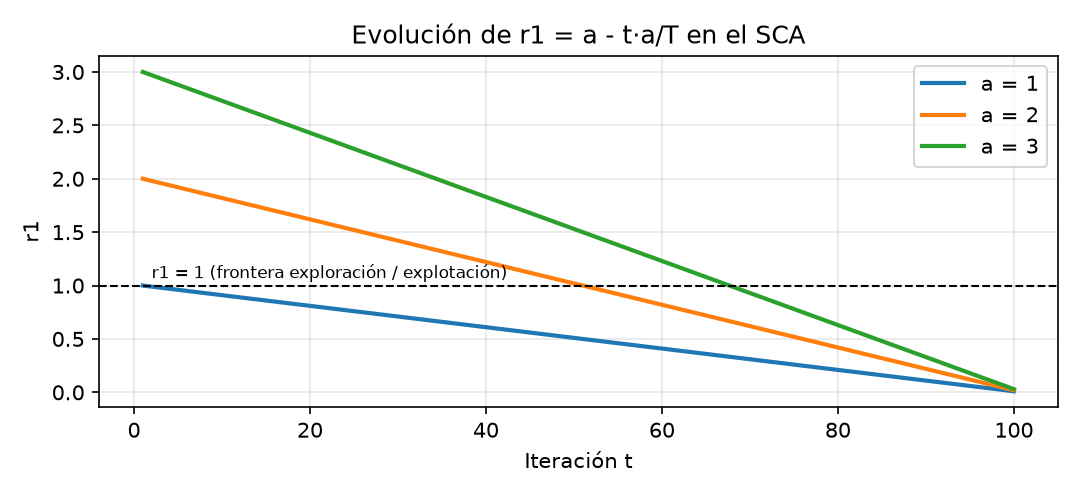 Evolución de r1 = a - t·a/T en el SCA
a = 1
a = 2
a = 3
r1 = 1 (frontera exploración / explotación)
r1
3.0
2.5
2.0
1.5
1.0
0.5
0.0
0 20 40 60 80 100
Iteración t